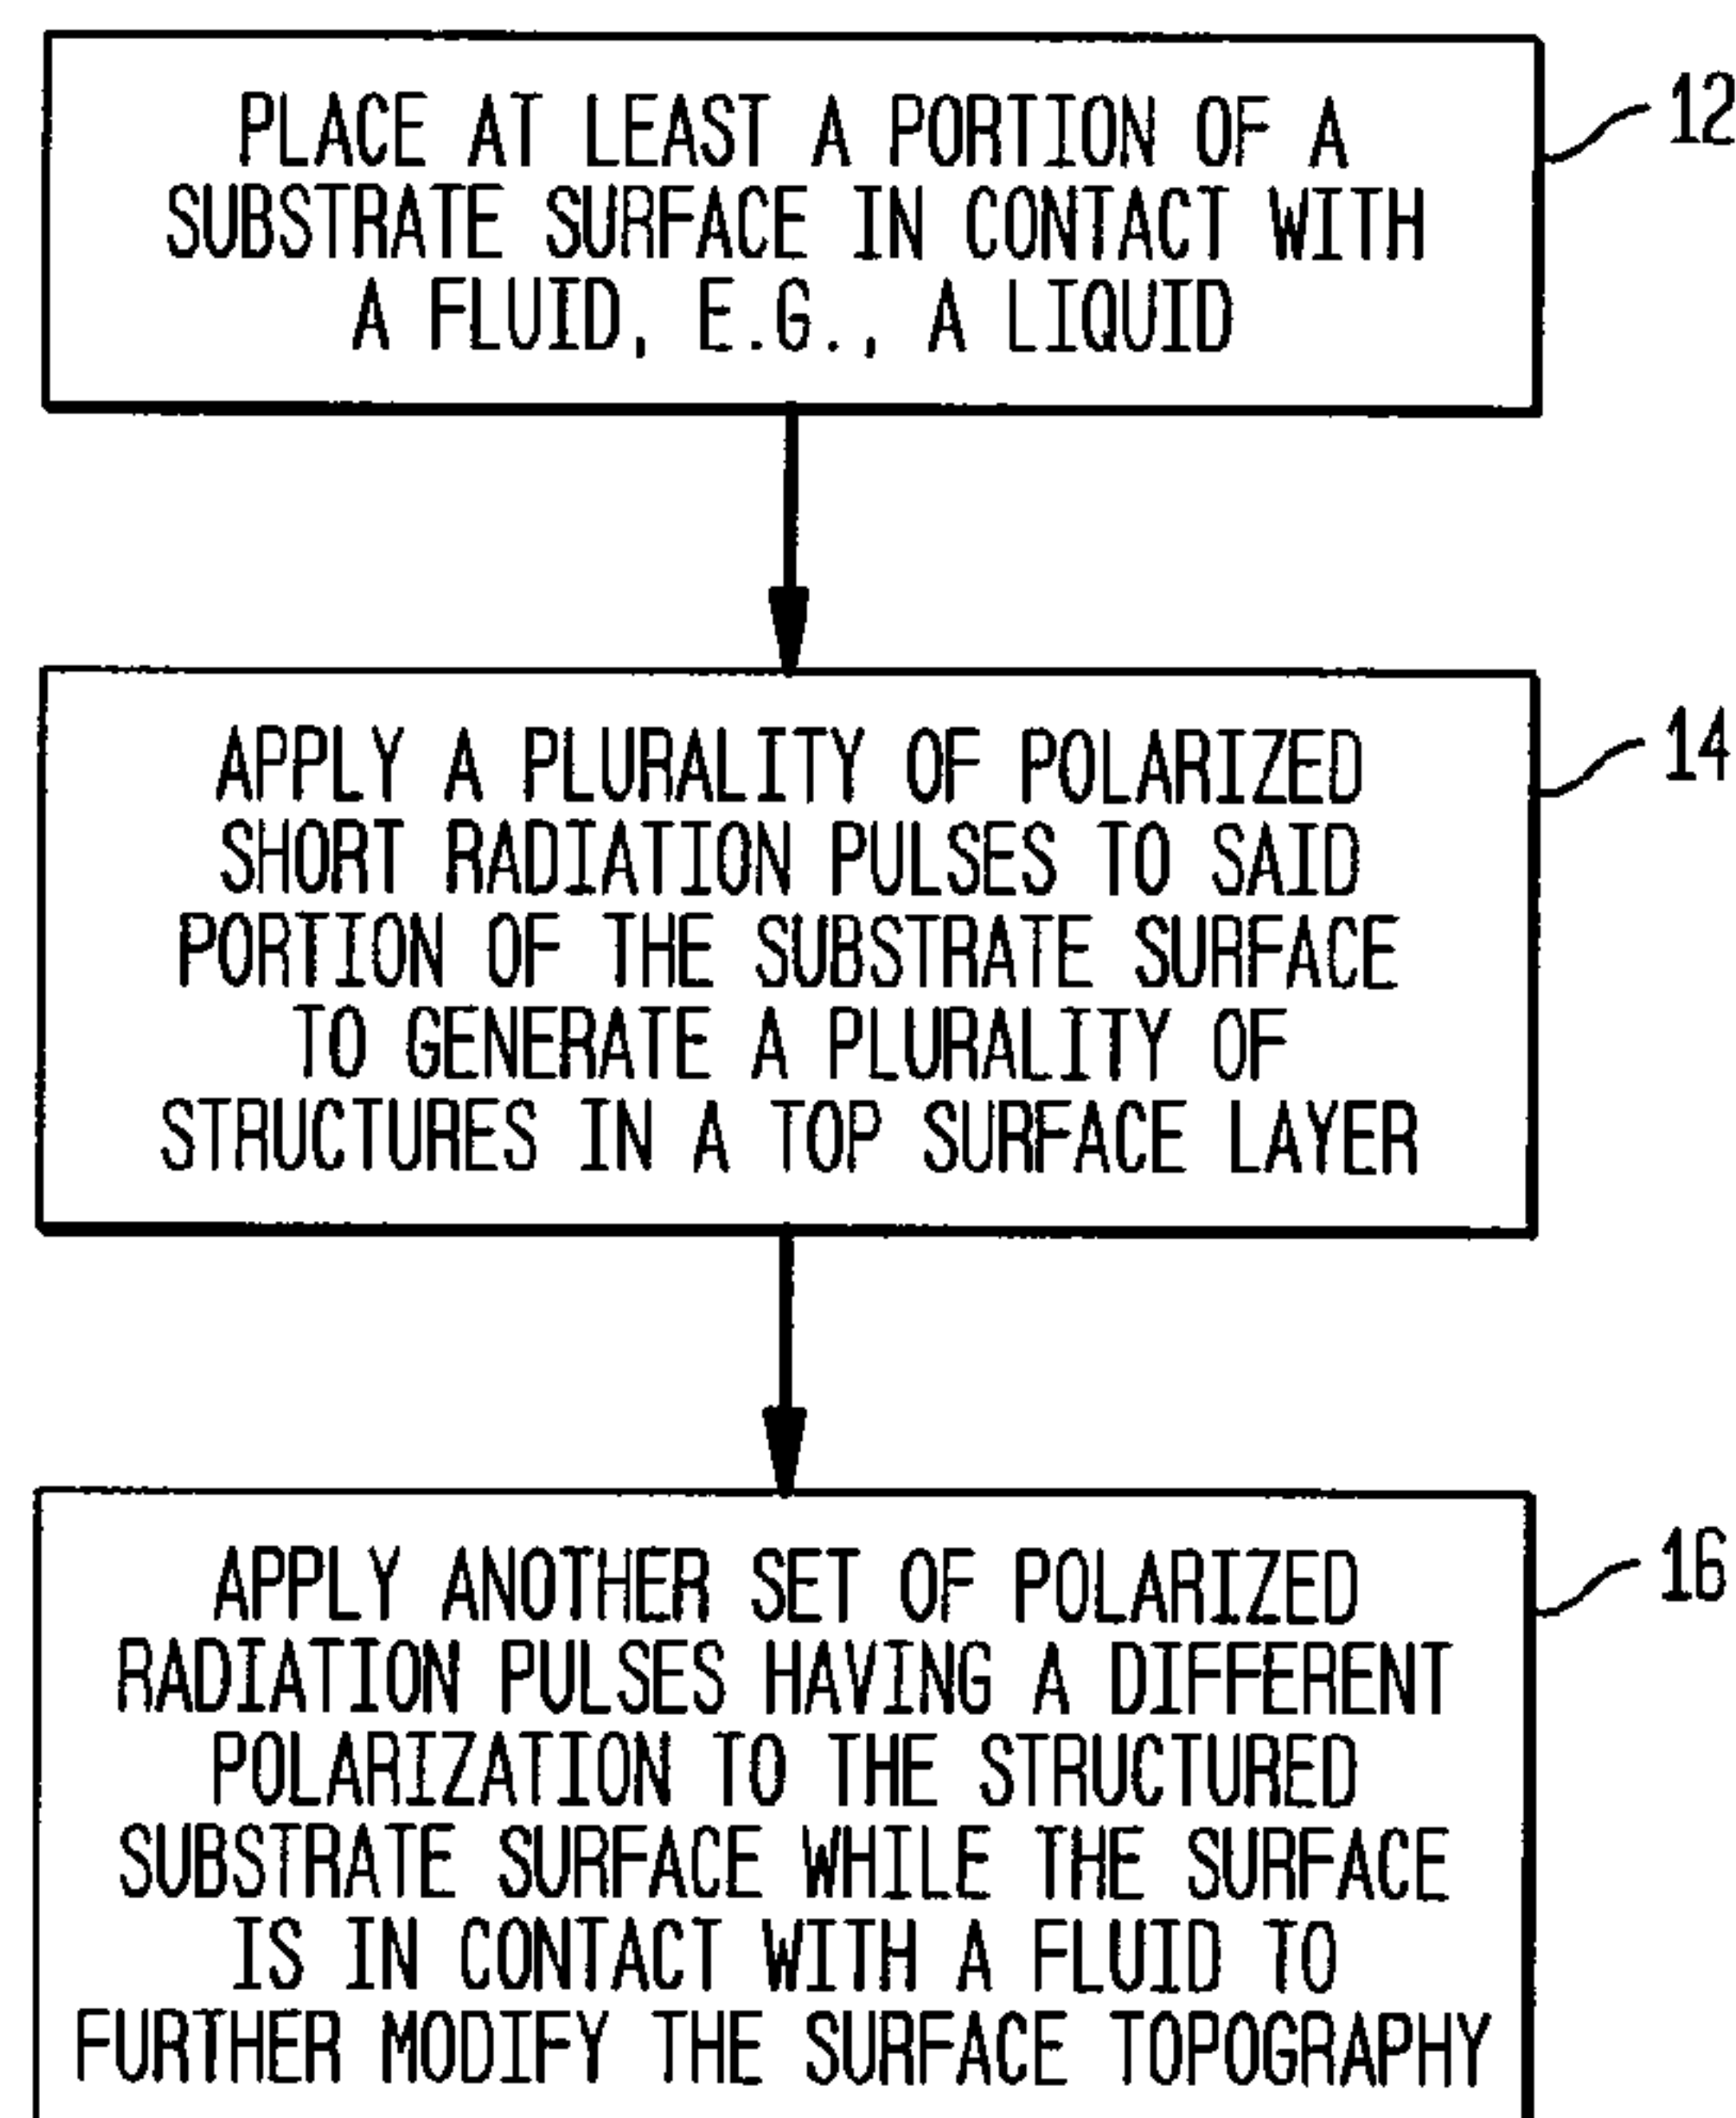 PLACE AT LEAST A PORTION OF A
SUBSTRATE SURFACE IN CONTACT WITH
A FLUID, E.G., A LIQUID
12
APPLY A PLURALITY OF POLARIZED
SHORT RADIATION PULSES TO SAID
PORTION OF THE SUBSTRATE SURFACE
TO GENERATE A PLURALITY OF
STRUCTURES IN A TOP SURFACE LAYER
14
APPLY ANOTHER SET OF POLARIZED
RADIATION PULSES HAVING A DIFFERENT
POLARIZATION TO THE STRUCTURED
SUBSTRATE SURFACE WHILE THE SURFACE
IS IN CONTACT WITH A FLUID TO
FURTHER MODIFY THE SURFACE TOPOGRAPHY
16